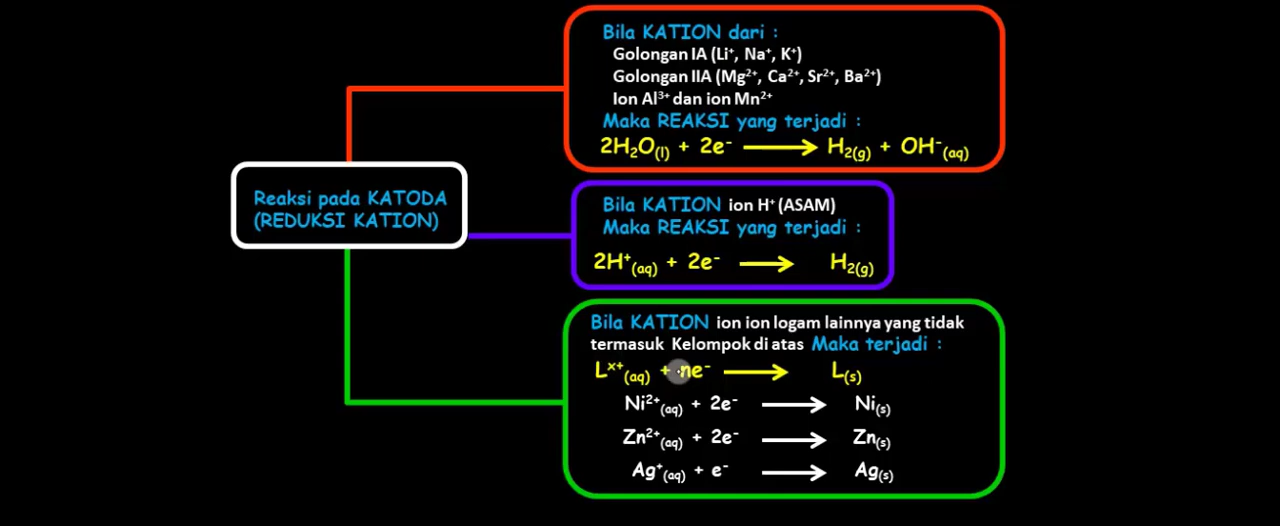 Reaksi pada KATODA
(REDUKSI KATION)
Bila KATION dari :
Golongan IA (Li⁺, Na⁺, K⁺)
Golongan IIA (Mg²⁺, Ca²⁺, Sr²⁺, Ba²⁺)
Ion Al³⁺ dan ion Mn²⁺
Maka REAKSI yang terjadi :
2H₂O₍l₎ + 2e⁻ ⟶ H₂₍g₎ + OH⁻₍aq₎
Bila KATION ion H⁺ (ASAM)
Maka REAKSI yang terjadi :
2H⁺₍aq₎ + 2e⁻ ⟶ H₂₍g₎
Bila KATION ion ion logam lainnya yang tidak
termasuk Kelompok di atas Maka terjadi :
Lˣ⁺₍aq₎ + ne⁻ ⟶ L₍s₎
Ni²⁺₍aq₎ + 2e⁻ ⟶ Ni₍s₎
Zn²⁺₍aq₎ + 2e⁻ ⟶ Zn₍s₎
Ag⁺₍aq₎ + e⁻ ⟶ Ag₍s₎